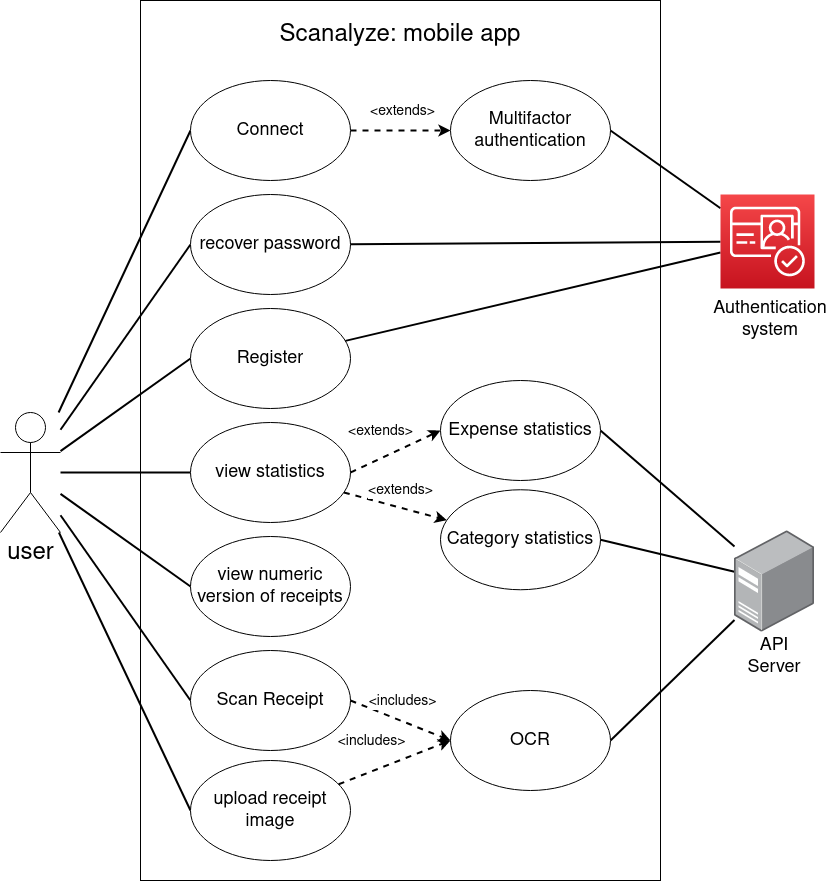 Scanalyze: mobile app
Connect
<extends>
Multifactor
authentication
recover password
Register
Authentication
system
view statistics
<extends>
<extends>
Expense statistics
Category statistics
user
view numeric
version of receipts
API
Server
Scan Receipt
<includes>
<includes>
OCR
upload receipt
image